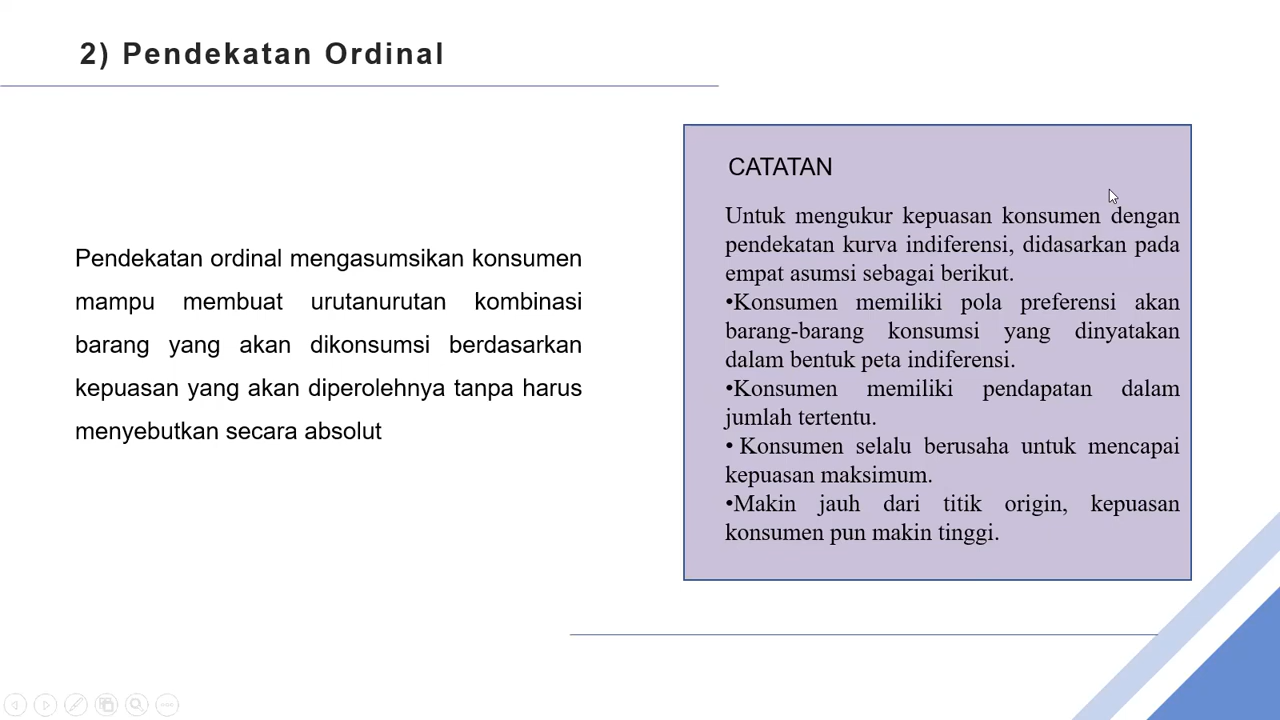 2) Pendekatan Ordinal
Pendekatan ordinal mengasumsikan konsumen
mampu membuat urutanurutan kombinasi
barang yang akan dikonsumsi berdasarkan
kepuasan yang akan diperolehnya tanpa harus
menyebutkan secara absolut
CATATAN
Untuk mengukur kepuasan konsumen dengan
pendekatan kurva indiferensi, didasarkan pada
empat asumsi sebagai berikut.
•Konsumen memiliki pola preferensi akan
barang-barang konsumsi yang dinyatakan
dalam bentuk peta indiferensi.
•Konsumen memiliki pendapatan dalam
jumlah tertentu.
• Konsumen selalu berusaha untuk mencapai
kepuasan maksimum.
•Makin jauh dari titik origin, kepuasan
konsumen pun makin tinggi.